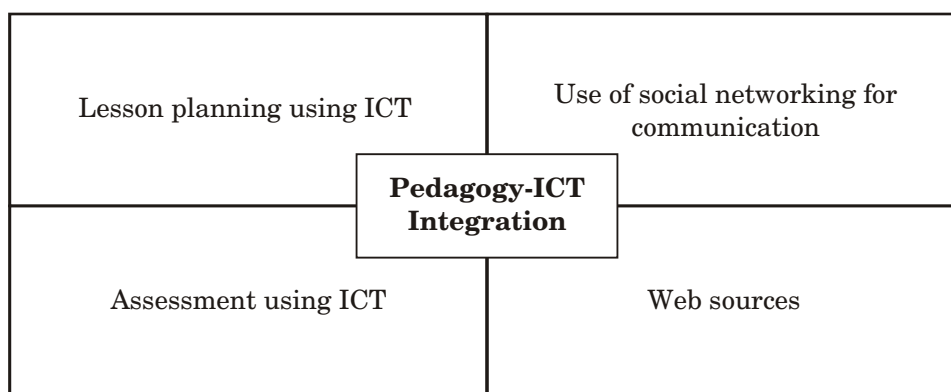 Lesson planning using ICT
Use of social networking for
communication
Pedagogy-ICT
Integration
Assessment using ICT
Web sources